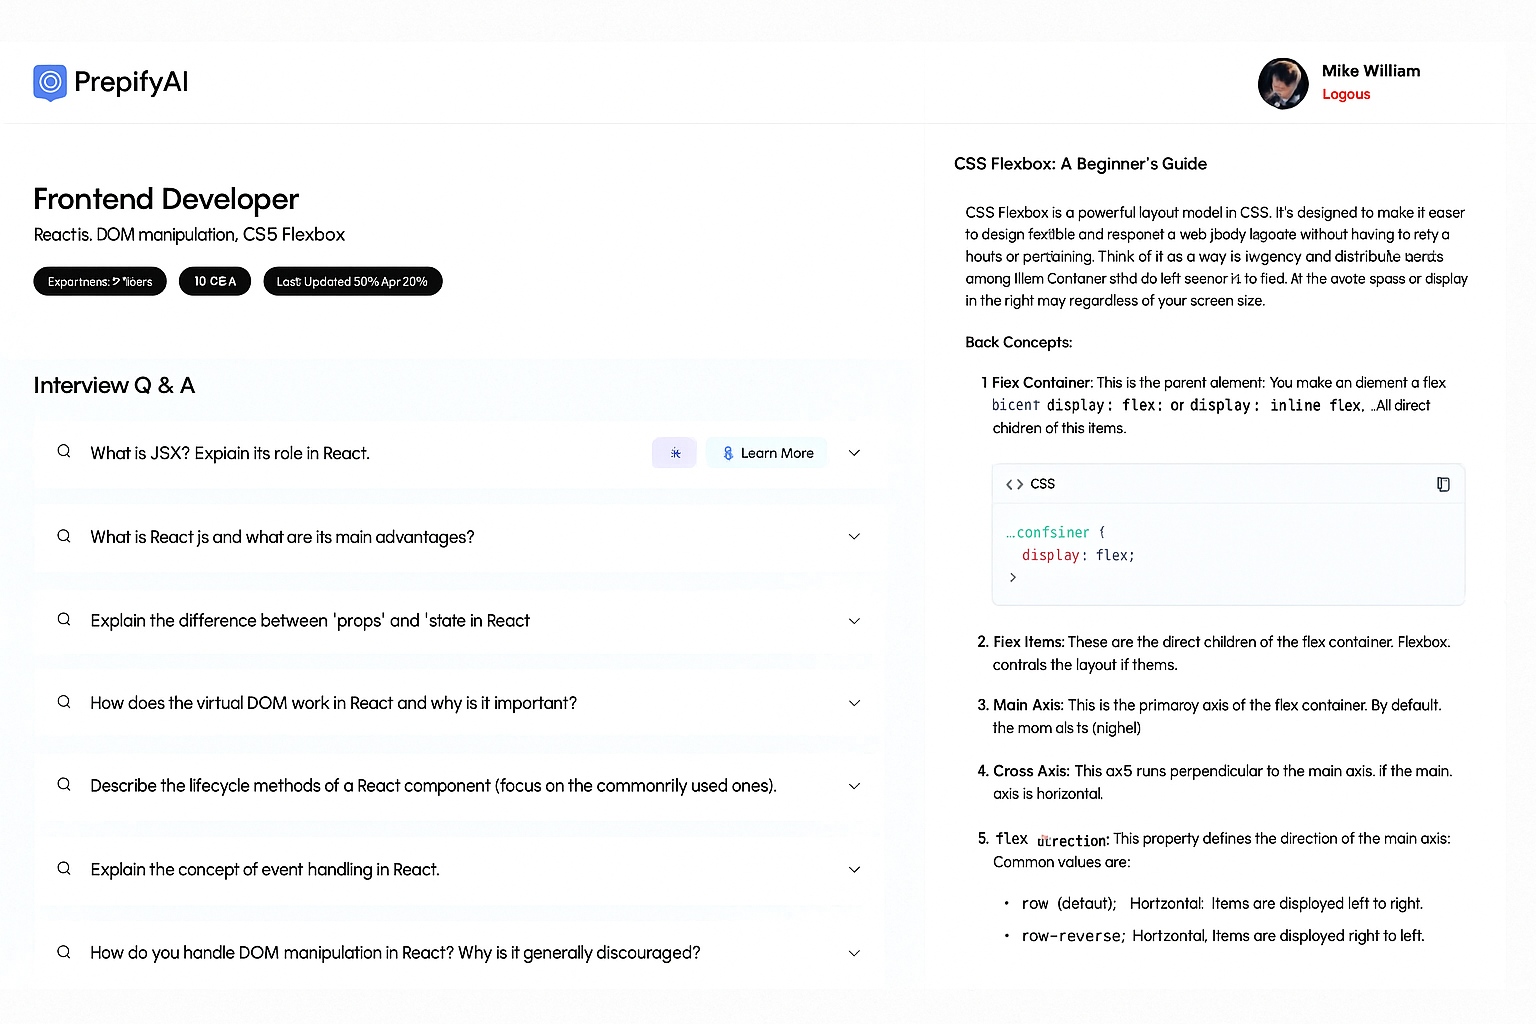 PrepifyAI
Mike William
Logous
Frontend Developer
Reactis. DOM manipulation, CS5 Flexbox
Expartnens:
10 CEA
Last Updated 50% Apr 20%
Interview Q & A
What is JSX? Expiain its role in React.
Learn More
What is React js and what are its main advantages?
Explain the difference between 'props' and 'state in React
How does the virtual DOM work in React and why is it important?
Describe the lifecycle methods of a React component (focus on the commonrily used ones).
Explain the concept of event handling in React.
How do you handle DOM manipulation in React? Why is it generally discouraged?
CSS Flexbox: A Beginner's Guide
CSS Flexbox is a powerful layout model in CSS. It's designed to make it easer
to design and responet a web jbody lagoate without having to rety a
houts or pertaining. Think of it as a way is iwgency and distribute
among Illem Contaner sthd do left seenor to fied. At the avote spass or display
in the right may regardless of your screen size.
Back Concepts:
1 Fiex Container: This is the parent alement: You make an diement a flex
bicent display: flex: or display: inline flex, ..All direct
chidren of this items.
<> CSS
...confsiner {
display: flex;
>
2. Fiex Items: These are the direct children of the flex container. Flexbox.
contrals the layout if thems.
3. Main Axis: This is the primaroy axis of the flex container. By default.
the mom als ts (nighel)
4. Cross Axis: This ax5 runs perpendicular to the main axis. if the main.
axis is horizontal.
5. flex This property defines the direction of the main axis:
Common values are:
• row (defaut); Hortzontal: Items are displayed left to right.
• row-reverse; Hortzontal, Items are displayed right to left.